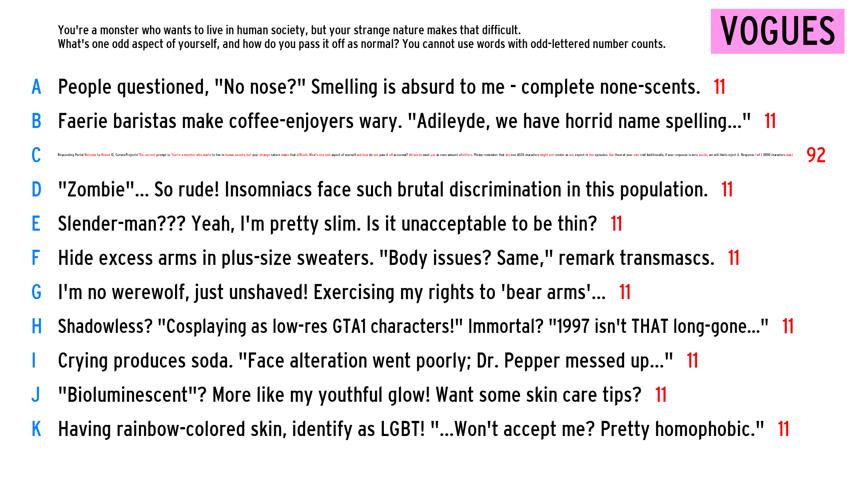 You're a monster who wants to live in human society, but your strange nature makes that difficult.
What's one odd aspect of yourself, and how do you pass it off as normal? You cannot use words with odd-lettered number counts.
VOGUES
A People questioned, "No nose?" Smelling is absurd to me - complete none-scents. 11
B Faerie baristas make coffee-enjoyers wary. "Adileyde, we have horrid name spelling..." 11
C 92
D "Zombie"... So rude! Insomniacs face such brutal discrimination in this population. 11
E Slender-man??? Yeah, I'm pretty slim. Is it unacceptable to be thin? 11
F Hide excess arms in plus-size sweaters. "Body issues? Same," remark transmascs. 11
G I'm no werewolf, just unshaved! Exercising my rights to 'bear arms'... 11
H Shadowless? "Cosplaying as low-res GTA1 characters!" Immortal? "1997 isn't THAT long-gone..." 11
I Crying produces soda. "Face alteration went poorly; Dr. Pepper messed up..." 11
J "Bioluminescent"? More like my youthful glow! Want some skin care tips? 11
K Having rainbow-colored skin, identify as LGBT! "...Won't accept me? Pretty homophobic." 11